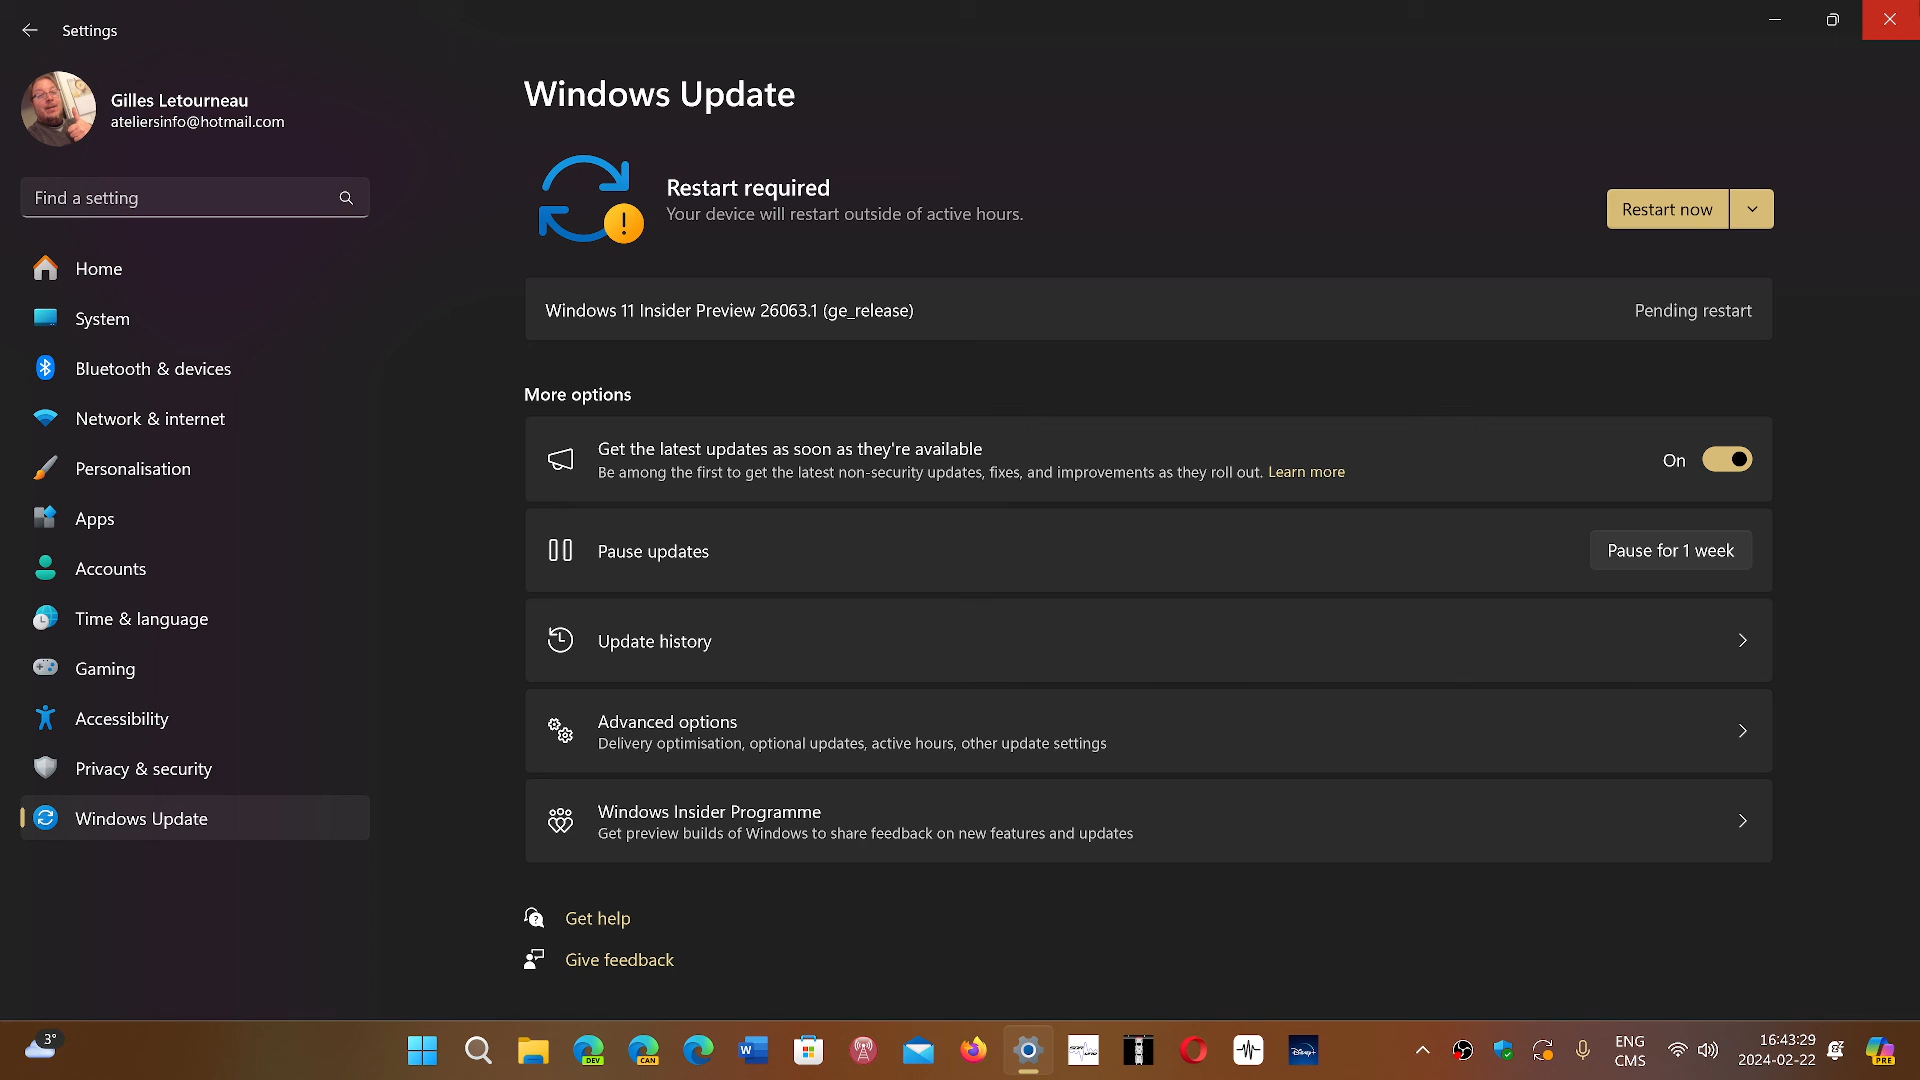 Settings
Gilles Letourneau
ateliersinfo@hotmail.com
Find a setting
Home
System
Bluetooth & devices
Network & internet
Personalisation
Apps
Accounts
Time & language
Gaming
Accessibility
Privacy & security
Windows Update
Windows Update
Restart required
Your device will restart outside of active hours.
Restart now
Windows 11 Insider Preview 26063.1 (ge_release)
Pending restart
More options
Get the latest updates as soon as they're available
Be among the first to get the latest non-security updates, fixes, and improvements as they roll out. Learn more
On
Pause updates
Pause for 1 week
Update history
Advanced options
Delivery optimisation, optional updates, active hours, other update settings
Windows Insider Programme
Get preview builds of Windows to share feedback on new features and updates
Get help
Give feedback
3°
DEV
CAN
W
Disney+
ENG
CMS
16:43:29
2024-02-22
PRE